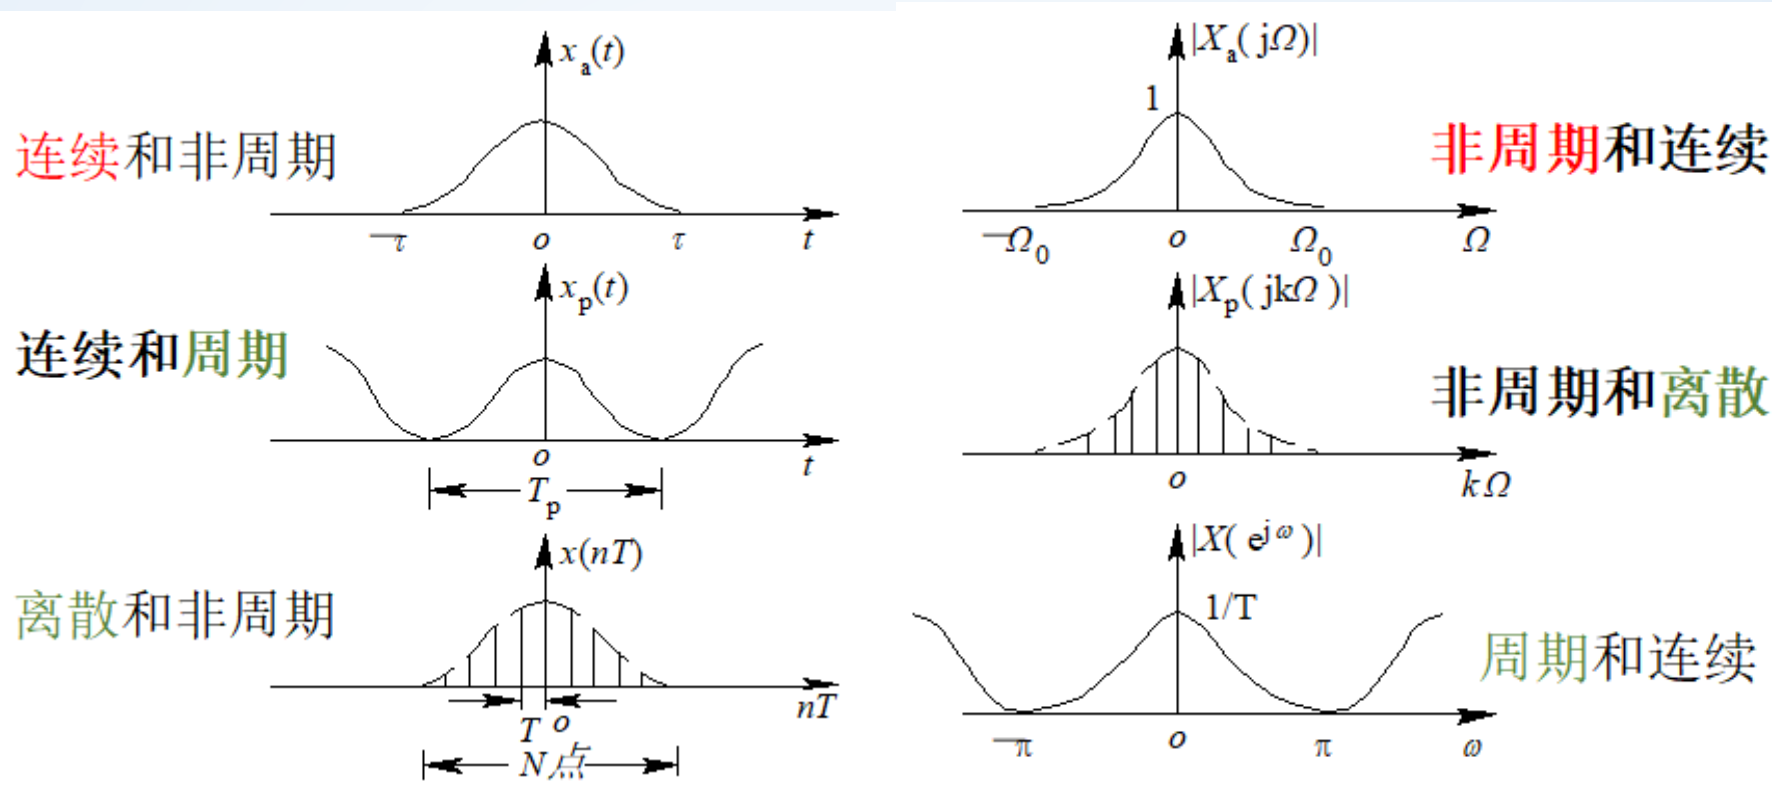 x_a(t)
|X_a( jΩ)|
1
连续和非周期
非周期和连续
−τ o τ t
−Ω_0 o Ω_0 Ω
x_p(t)
|X_p( jkΩ )|
连续和周期
非周期和离散
o t
T_p
o kΩ
x(nT)
|X( e^{jω} )|
离散和非周期
1/T
周期和连续
T o nT
N点
−π o π ω